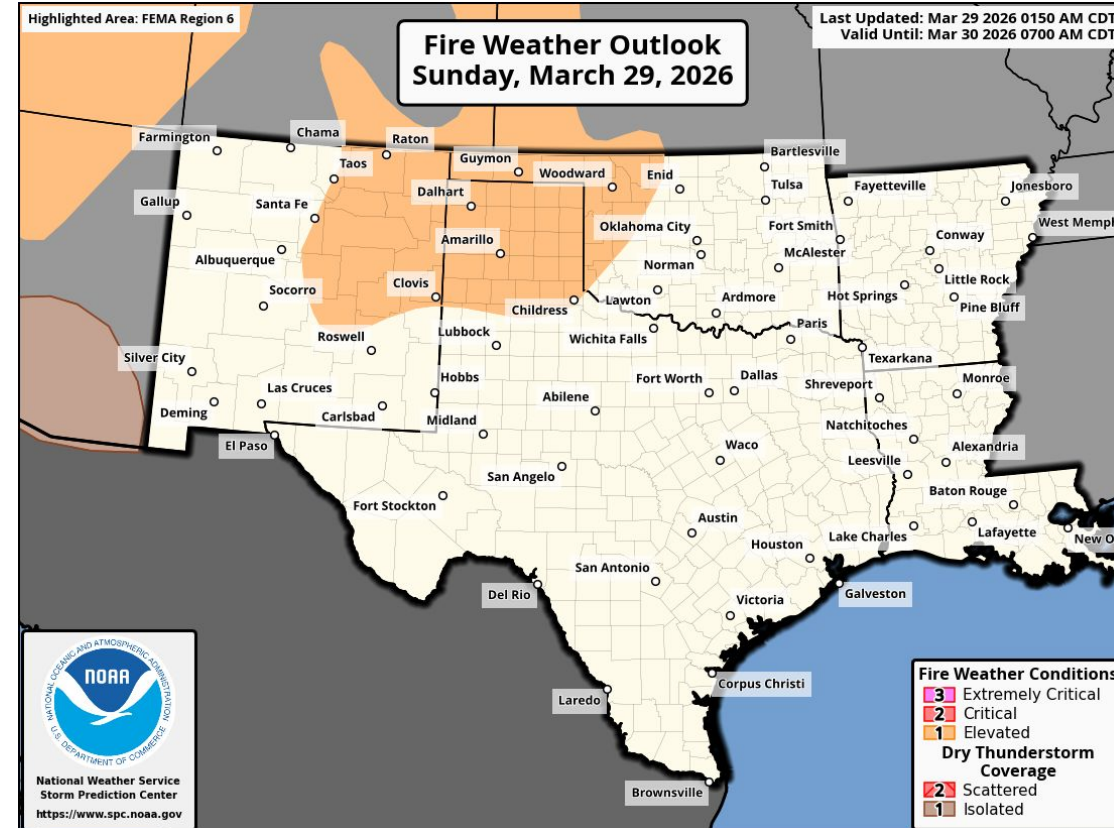 Highlighted Area: FEMA Region 6
Fire Weather Outlook
Sunday, March 29, 2026
Last Updated: Mar 29 2026 0150 AM CDT
Valid Until: Mar 30 2026 0700 AM CDT
Farmington
Chama
Raton
Taos
Guymon
Woodward
Enid
Bartlesville
Tulsa
Fayetteville
Jonesboro
Gallup
Santa Fe
Dalhart
Oklahoma City
Fort Smith
West Memp
Albuquerque
Amarillo
Norman
McAlester
Conway
Socorro
Clovis
Childress
Lawton
Ardmore
Hot Springs
Little Rock
Pine Bluff
Roswell
Lubbock
Wichita Falls
Paris
Texarkana
Silver City
Las Cruces
Hobbs
Abilene
Fort Worth
Dallas
Shreveport
Monroe
Deming
Carlsbad
Midland
Natchitoches
El Paso
San Angelo
Waco
Leesville
Alexandria
Fort Stockton
Austin
Baton Rouge
Houston
Lake Charles
Lafayette
New O
San Antonio
Del Rio
Galveston
Victoria
Laredo
Corpus Christi
Brownsville
NATIONAL OCEANIC AND ATMOSPHERIC ADMINISTRATION
NOAA
U.S. DEPARTMENT OF COMMERCE
National Weather Service
Storm Prediction Center
https://www.spc.noaa.gov
Fire Weather Conditions
3 Extremely Critical
2 Critical
1 Elevated
Dry Thunderstorm
Coverage
2 Scattered
1 Isolated